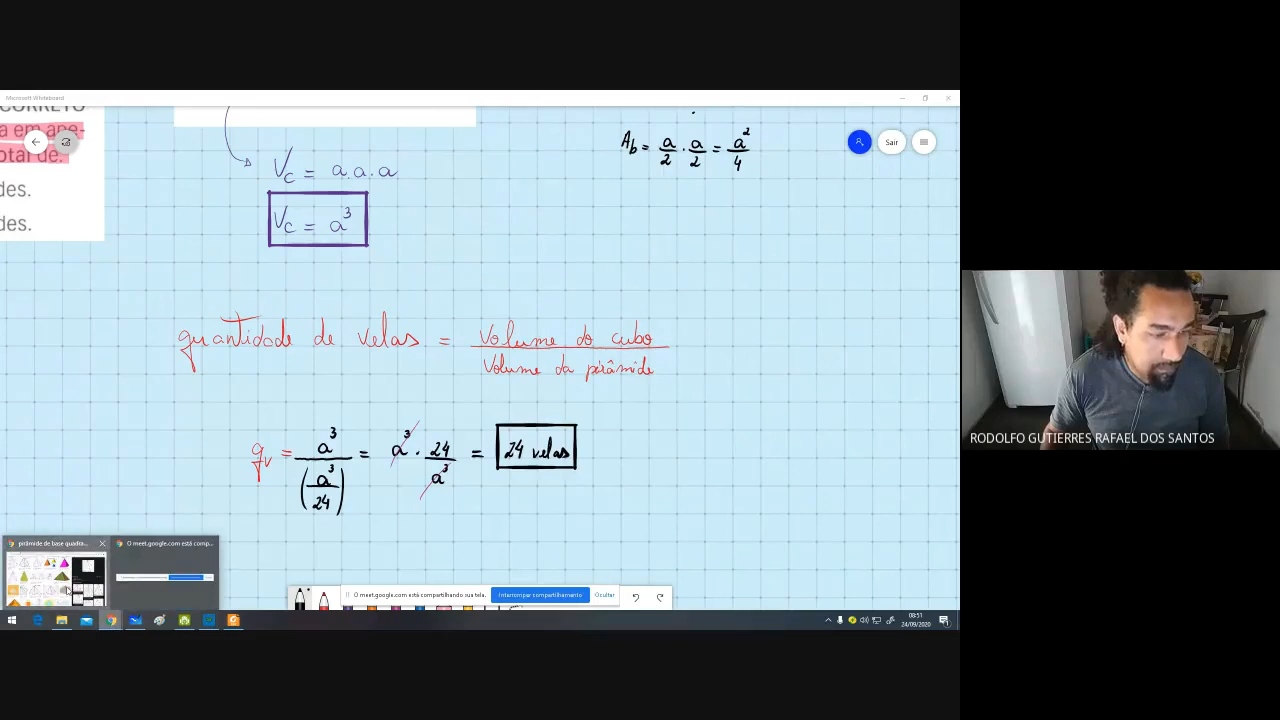 Microsoft Whiteboard
CORRETO
a em ape-
otal de:
des.
des.
Ab = a/2 . a/2 = a²/4
Sair
Vc = a.a.a
Vc = a³
quantidade de velas = Volume do cubo / Volume da pirâmide
qv = a³ / (a³/24) = a³ . 24/a³ = 24 velas
RODOLFO GUTIERRES RAFAEL DOS SANTOS
pirâmide de base quadra...
O meet.google.com está comp...
O meet.google.com está compartilhando sua tela.
Interromper compartilhamento
Ocultar
08:51
24/09/2020